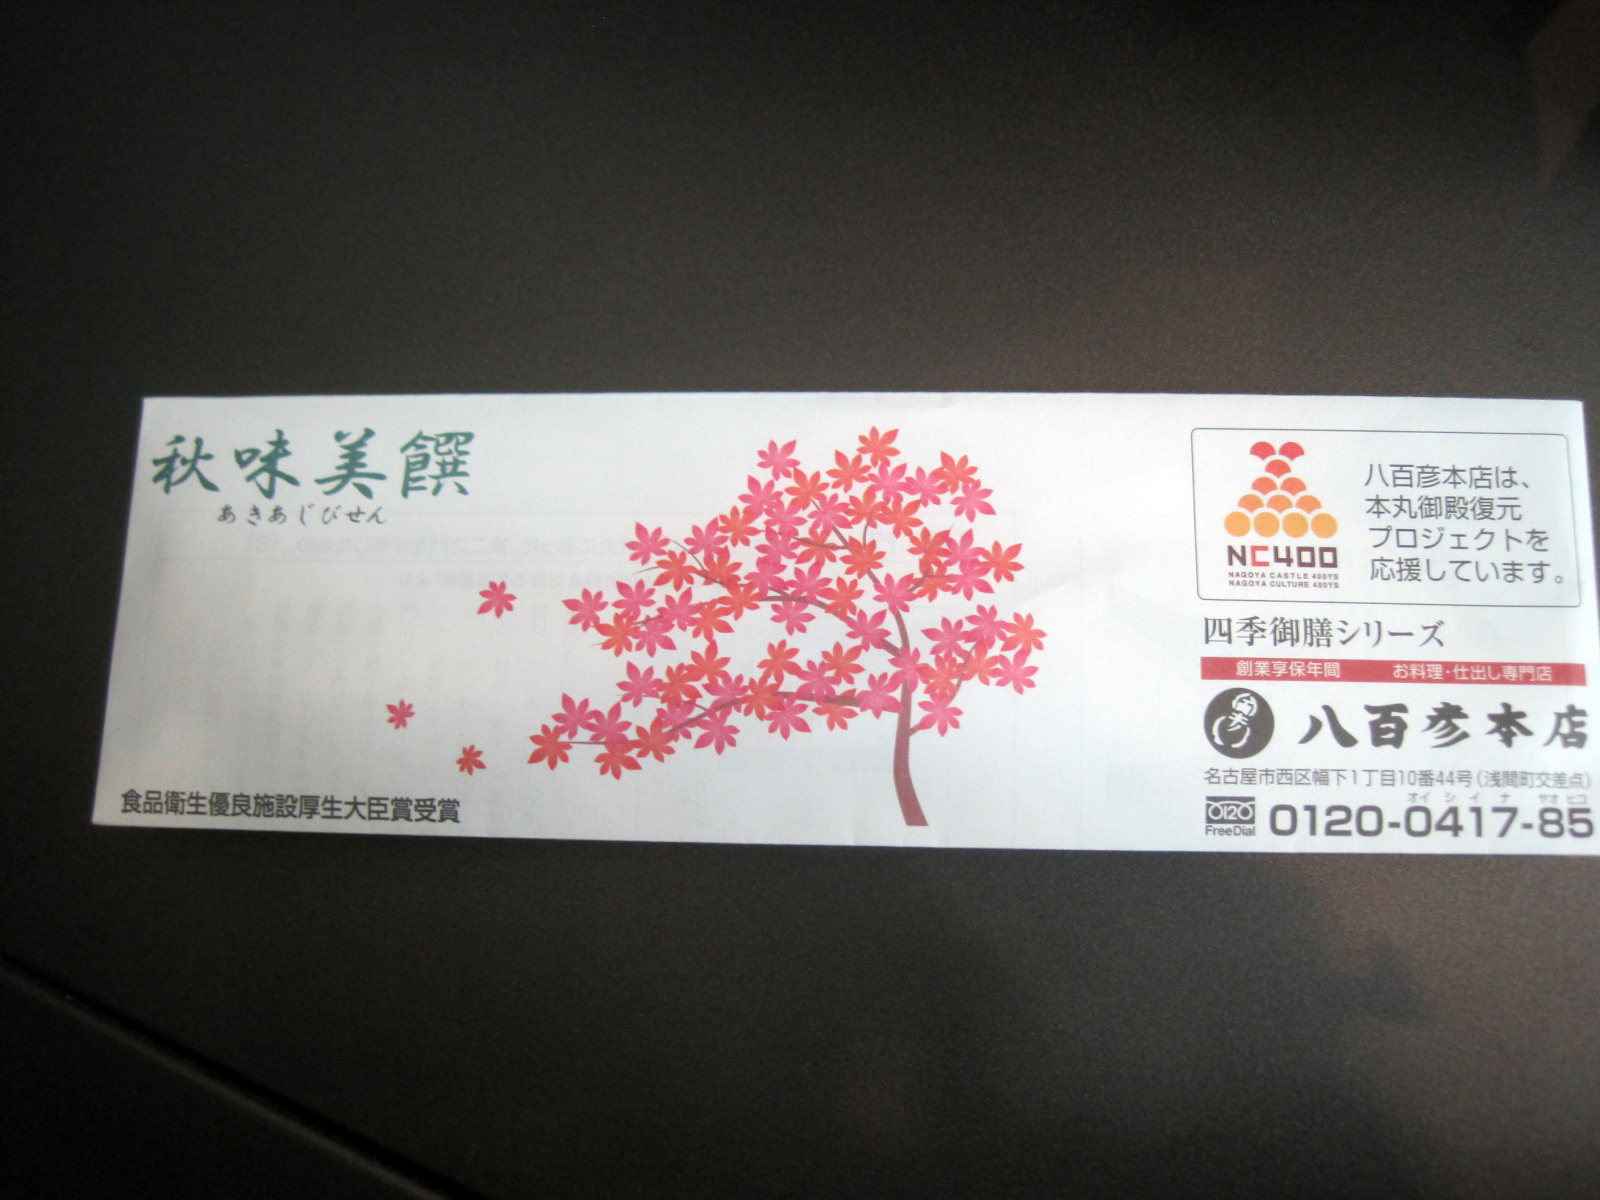 秋味美饌
あきあじびせん
食品衛生優良施設厚生大臣賞受賞
NC400
NAGOYA CASTLE 400YS
NAGOYA CULTURE 400YS
八百彦本店は、
本丸御殿復元
プロジェクトを
応援しています。
四季御膳シリーズ
創業享保年間 お料理・仕出し専門店
八百彦本店
名古屋市西区幅下1丁目10番44号(浅間町交差点)
オイシイナ ヤオヒコ
0120
FreeDial
0120-0417-85